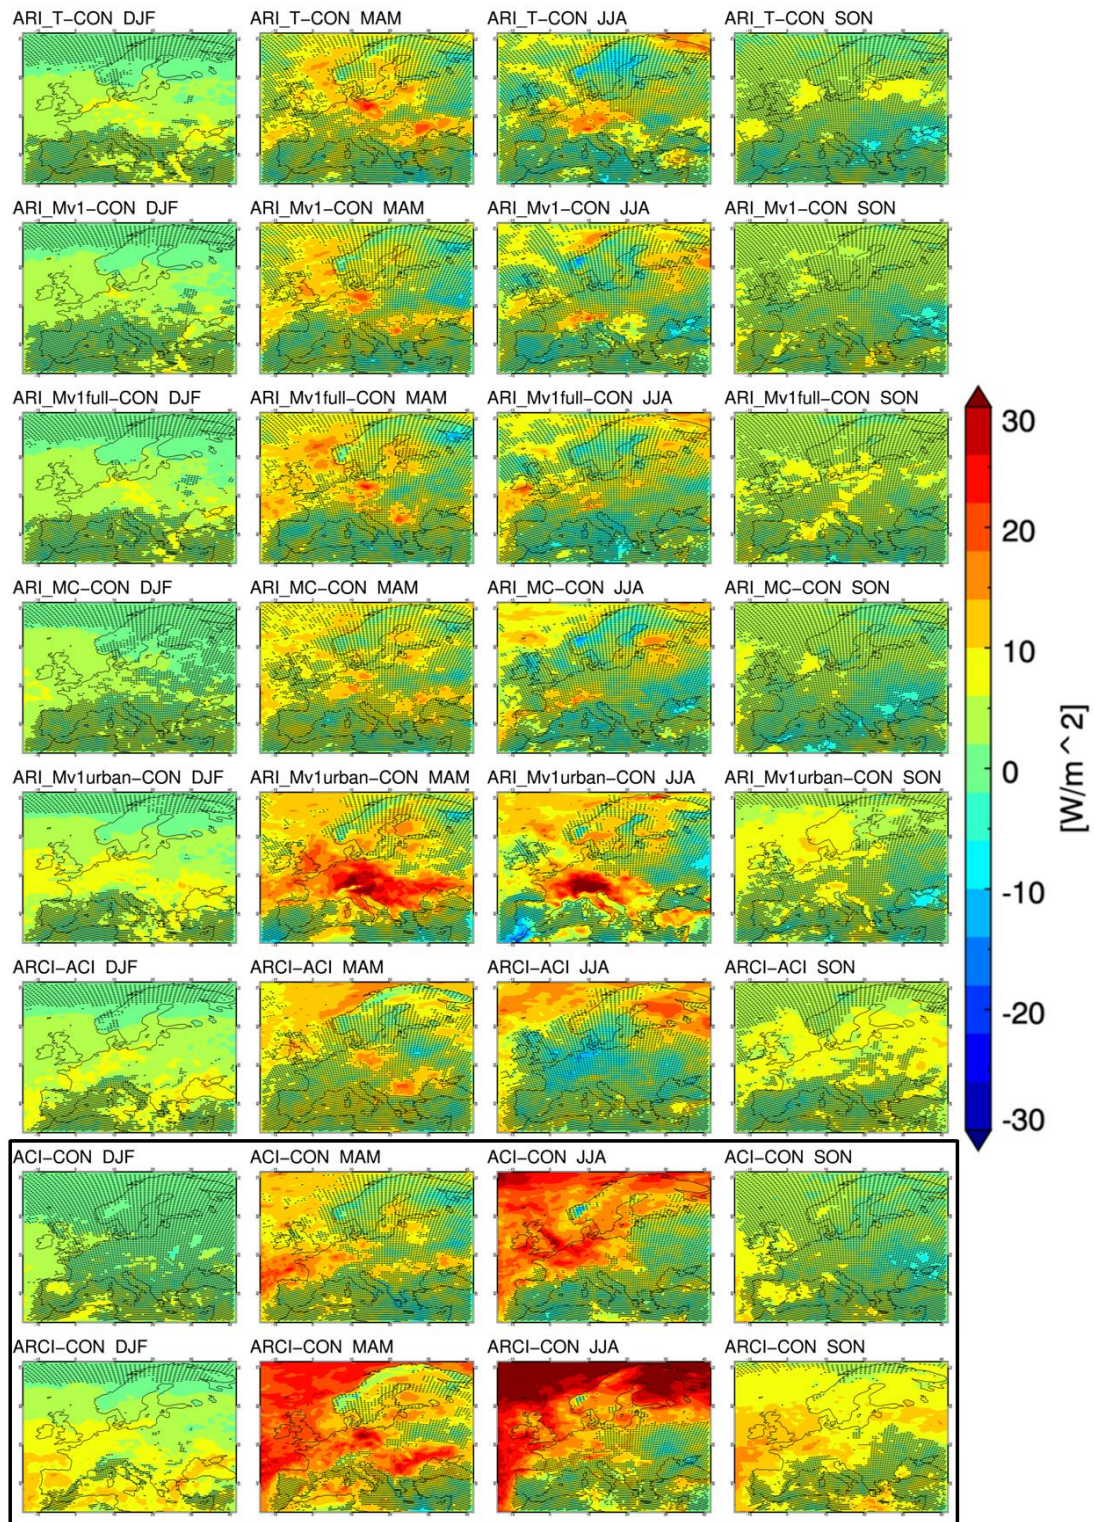 ARI_T-CON DJF
ARI_T-CON MAM
ARI_T-CON JJA
ARI_T-CON SON
ARI_Mv1-CON DJF
ARI_Mv1-CON MAM
ARI_Mv1-CON JJA
ARI_Mv1-CON SON
ARI_Mv1full-CON DJF
ARI_Mv1full-CON MAM
ARI_Mv1full-CON JJA
ARI_Mv1full-CON SON
ARI_MC-CON DJF
ARI_MC-CON MAM
ARI_MC-CON JJA
ARI_MC-CON SON
ARI_Mv1urban-CON DJF
ARI_Mv1urban-CON MAM
ARI_Mv1urban-CON JJA
ARI_Mv1urban-CON SON
ARCI-ACI DJF
ARCI-ACI MAM
ARCI-ACI JJA
ARCI-ACI SON
ACI-CON DJF
ACI-CON MAM
ACI-CON JJA
ACI-CON SON
ARCI-CON DJF
ARCI-CON MAM
ARCI-CON JJA
ARCI-CON SON
30
20
10
0
-10
-20
-30
[W/m^2]